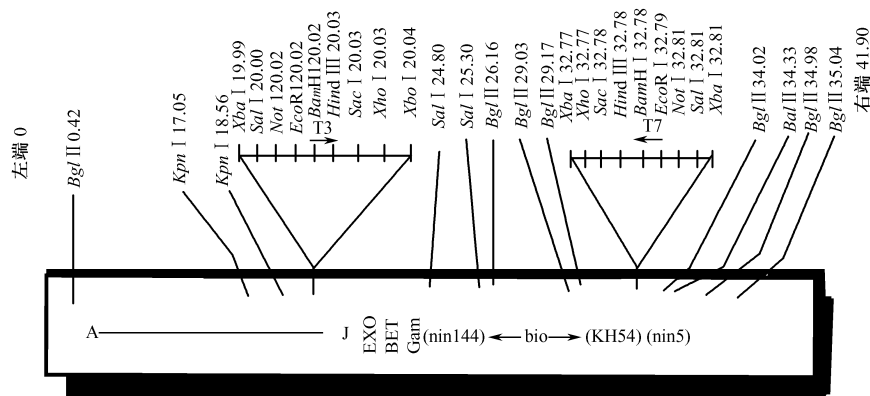 左端 0
Bgl Ⅱ 0.42
Kpn Ⅰ 17.05
Kpn Ⅰ 18.56
Xba Ⅰ 19.99
Sal Ⅰ 20.00
Not 120.02
EcoR120.02
BamH120.02
Hind Ⅲ 20.03
Sac Ⅰ 20.03
Xho Ⅰ 20.03
Xbo Ⅰ 20.04
T3
Sal Ⅰ 24.80
Sal Ⅰ 25.30
Bgl Ⅱ 26.16
Bgl Ⅱ 29.03
Bgl Ⅱ 29.17
Xba Ⅰ 32.77
Xho Ⅰ 32.77
Sac Ⅰ 32.78
Hind Ⅲ 32.78
BamH Ⅰ 32.78
EcoR Ⅰ 32.79
Not Ⅰ 32.81
Sal Ⅰ 32.81
Xba Ⅰ 32.81
T7
Bgl Ⅱ 34.02
Bal Ⅱ 34.33
Bgl Ⅱ 34.98
Bgl Ⅱ 35.04
右端 41.90
A
J
EXO
BET
Gam
(nin144)
bio
(KH54)
(nin5)